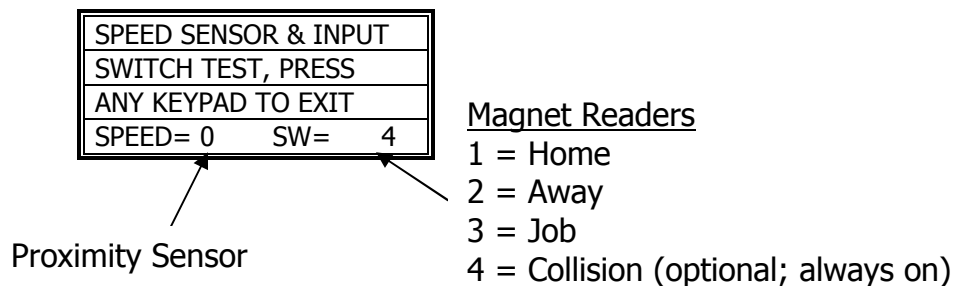 SPEED SENSOR & INPUT
SWITCH TEST, PRESS
ANY KEYPAD TO EXIT
SPEED= 0 SW= 4
Proximity Sensor
Magnet Readers
1 = Home
2 = Away
3 = Job
4 = Collision (optional; always on)